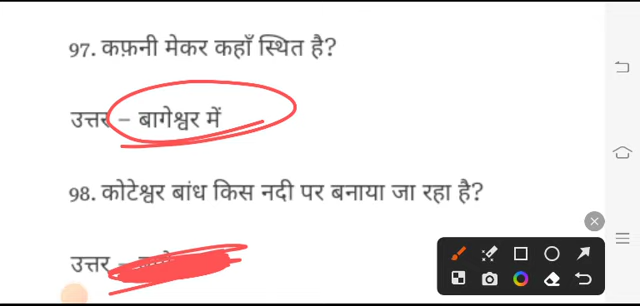 97. कफ़नी मेकर कहाँ स्थित है?
उत्तर – बागेश्वर में
98. कोटेश्वर बांध किस नदी पर बनाया जा रहा है?
उत्तर –